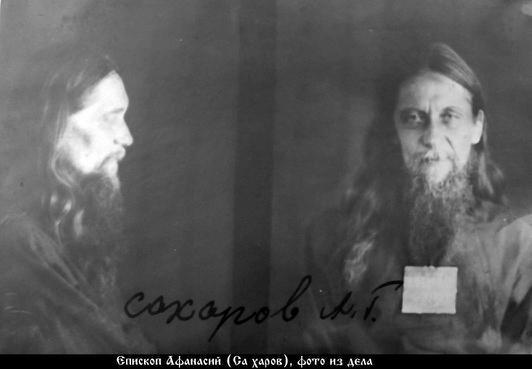 сахаров А. Г.
Епископ Афанасий (Са харов), фото из дела